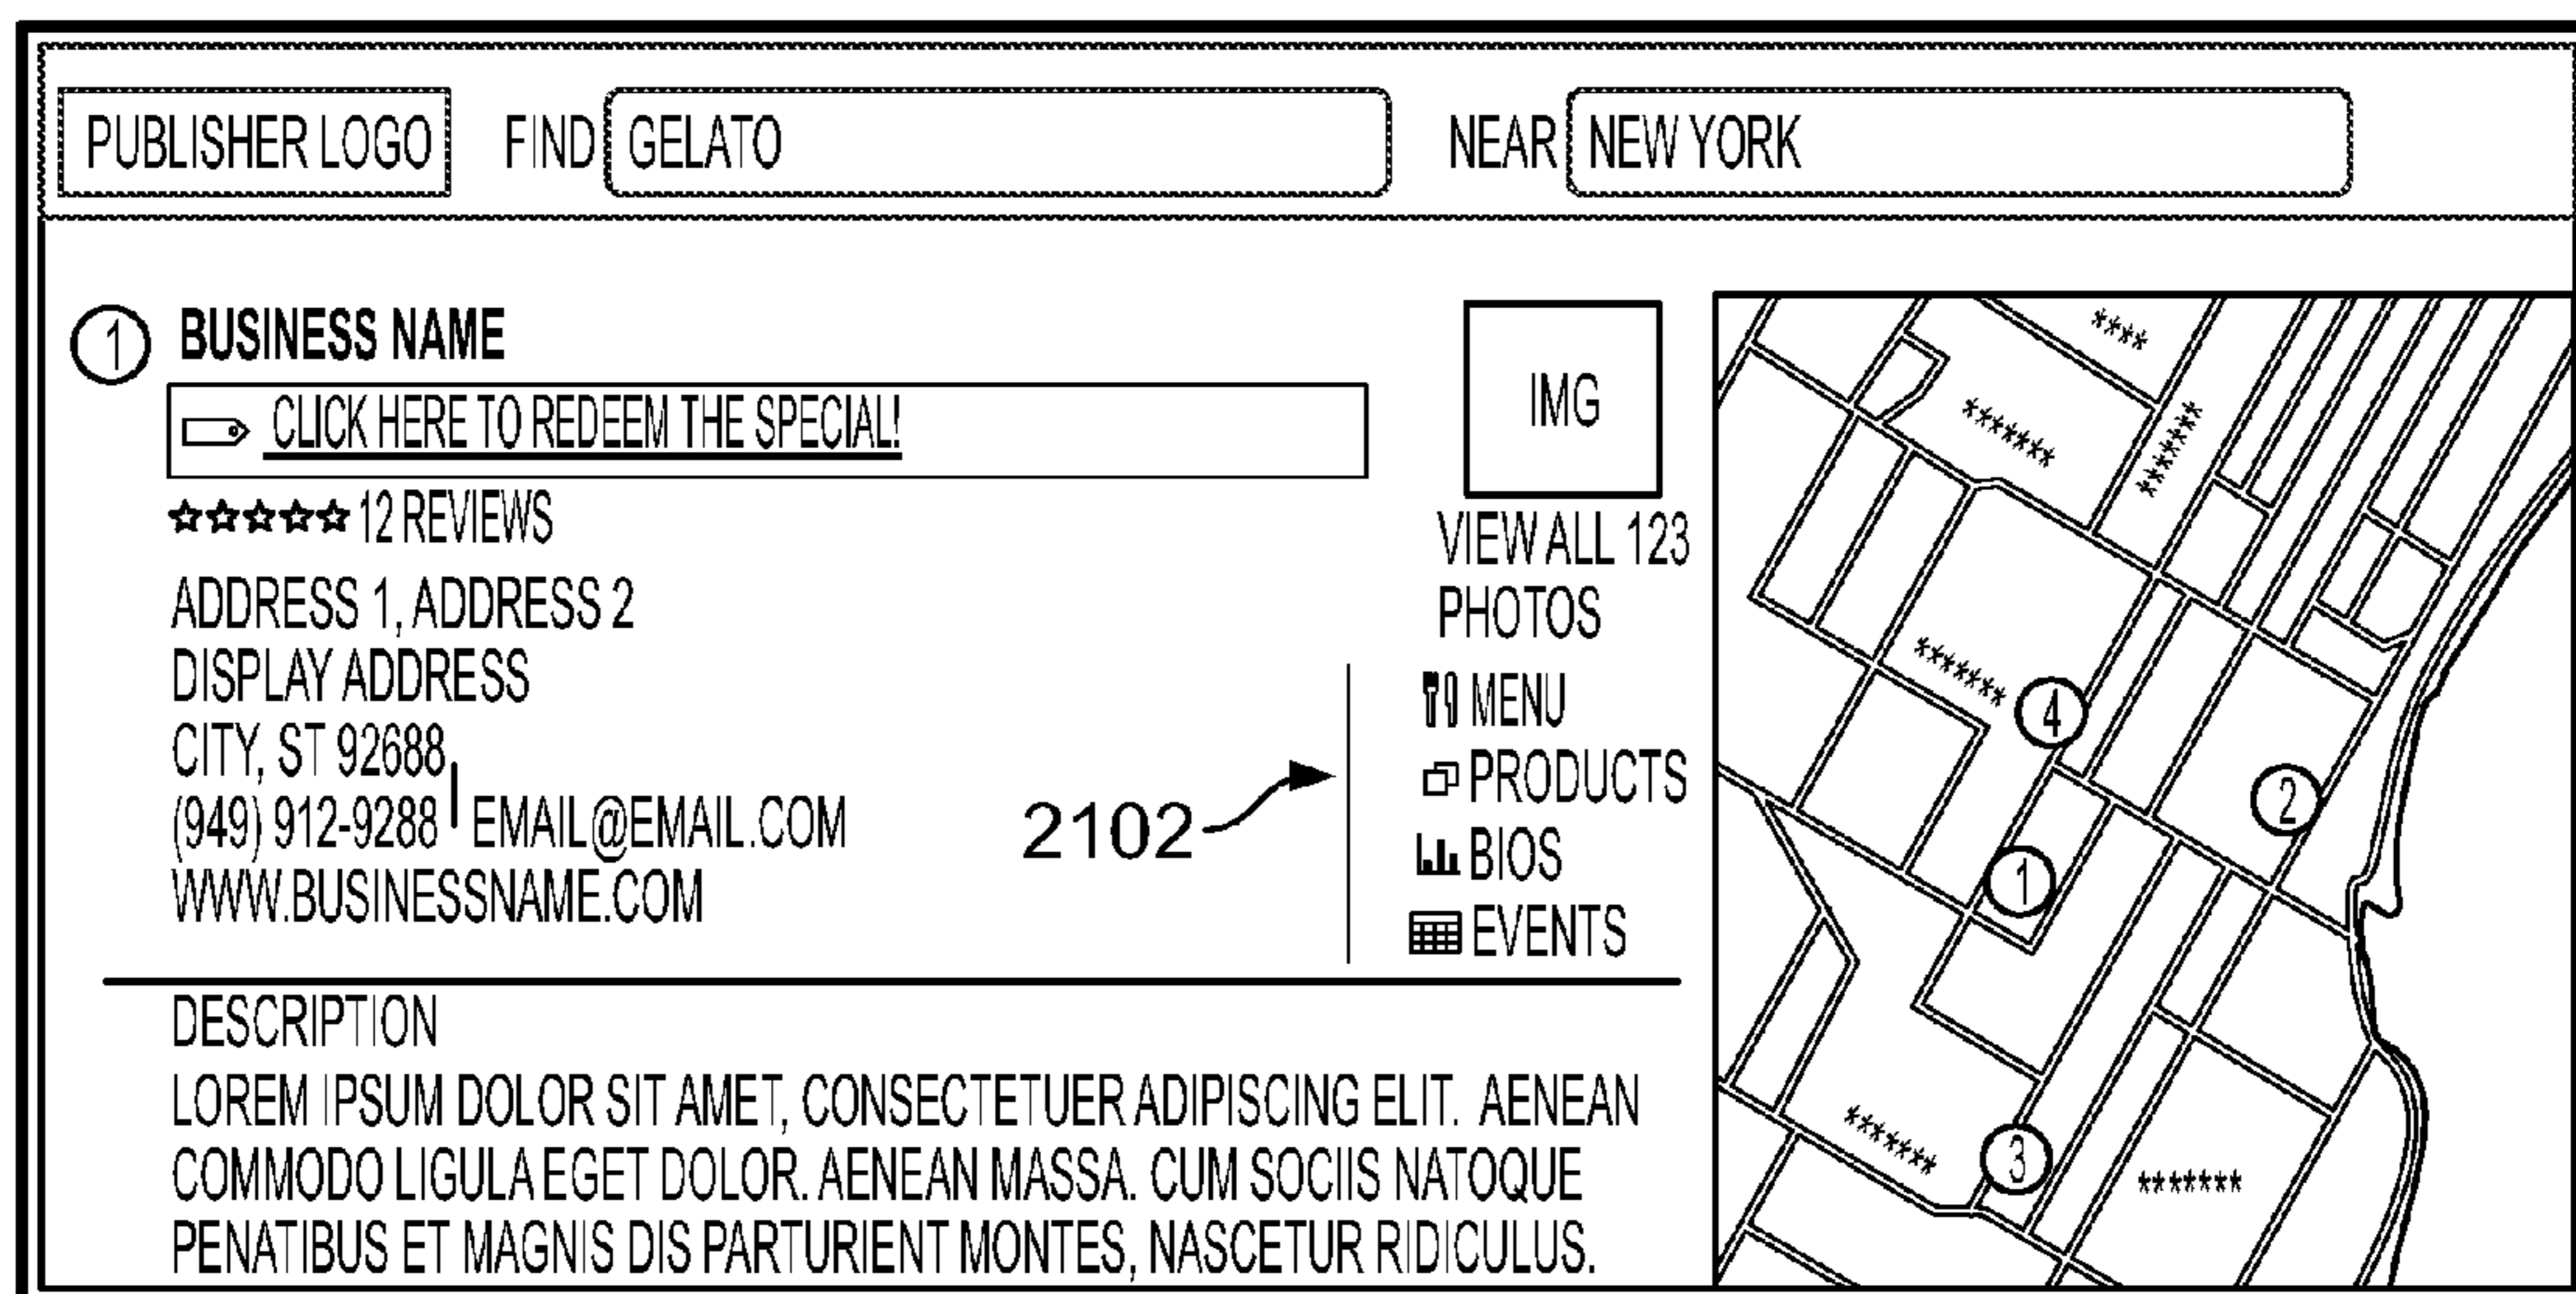 PUBLISHER LOGO FIND GELATO NEAR NEW YORK
1 BUSINESS NAME
CLICK HERE TO REDEEM THE SPECIAL!
12 REVIEWS
ADDRESS 1, ADDRESS 2
DISPLAY ADDRESS
CITY, ST 92688
(949) 912-9288 | EMAIL@EMAIL.COM
WWW.BUSINESSNAME.COM
IMG
VIEW ALL 123
PHOTOS
MENU
PRODUCTS
BIOS
EVENTS
2102
DESCRIPTION
LOREM IPSUM DOLOR SIT AMET, CONSECTETUER ADIPISCING ELIT. AENEAN
COMMODO LIGULA EGET DOLOR. AENEAN MASSA. CUM SOCIIS NATOQUE
PENATIBUS ET MAGNIS DIS PARTURIENT MONTES, NASCETUR RIDICULUS.
****
*******
*******
*******
4
2
1
*******
3
*******